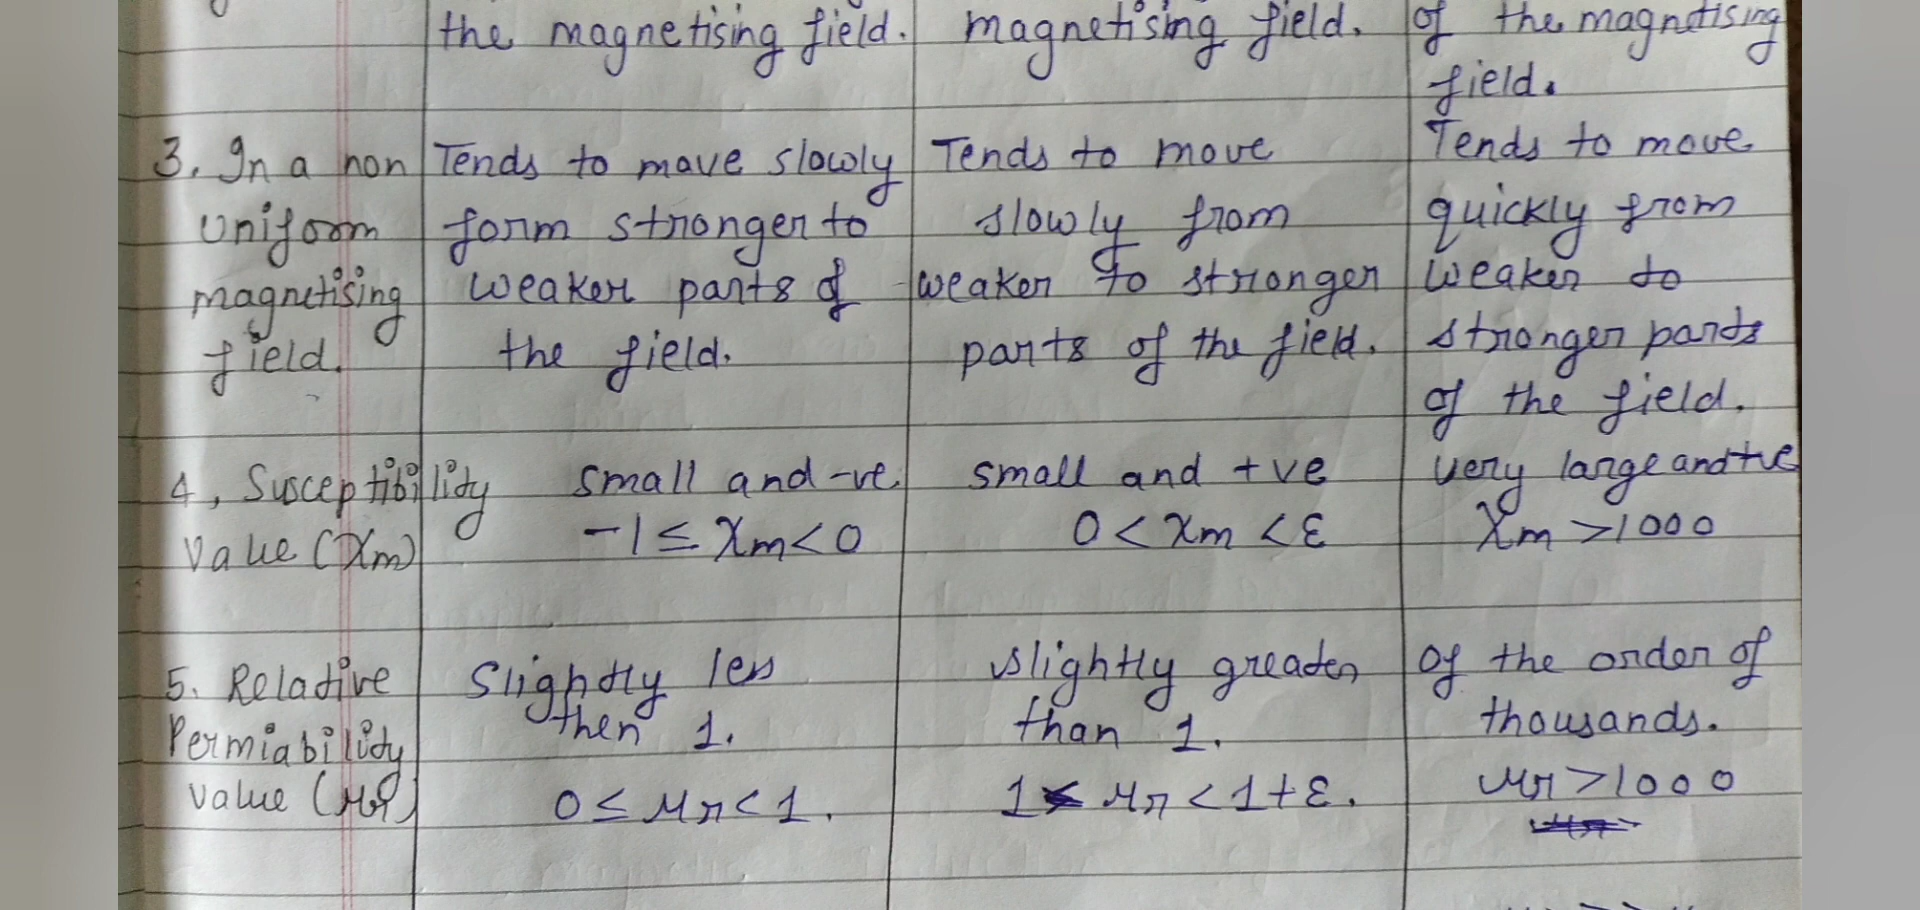 the magnetising field.
magnetising field.
of the magnetising
field.
3. In a non
uniform
magnetising
field.
Tends to move slowly
form stronger to
weaker parts of
the field.
Tends to move
slowly from
weaker to stronger
parts of the field.
Tends to move
quickly from
weaker to
stronger parts
of the field.
4, Susceptibility
value (χm)
small and -ve
-1 ≤ χm < 0
small and +ve
0 < χm < ε
very large and +ve
χm > 1000
5. Relative
Permiability
value (μr)
Slightly less
then 1.
0 ≤ μr < 1.
slightly greater
than 1.
1 < μr < 1+ε.
of the order of
thousands.
μr > 1000